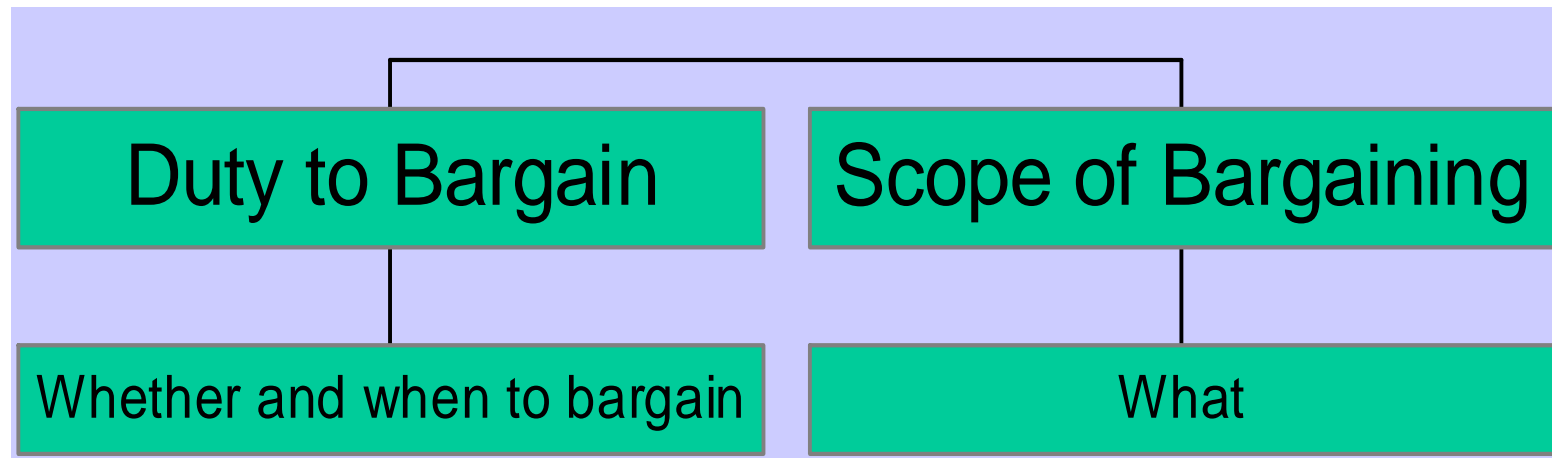 Duty to Bargain
Scope of Bargaining
Whether and when to bargain
What